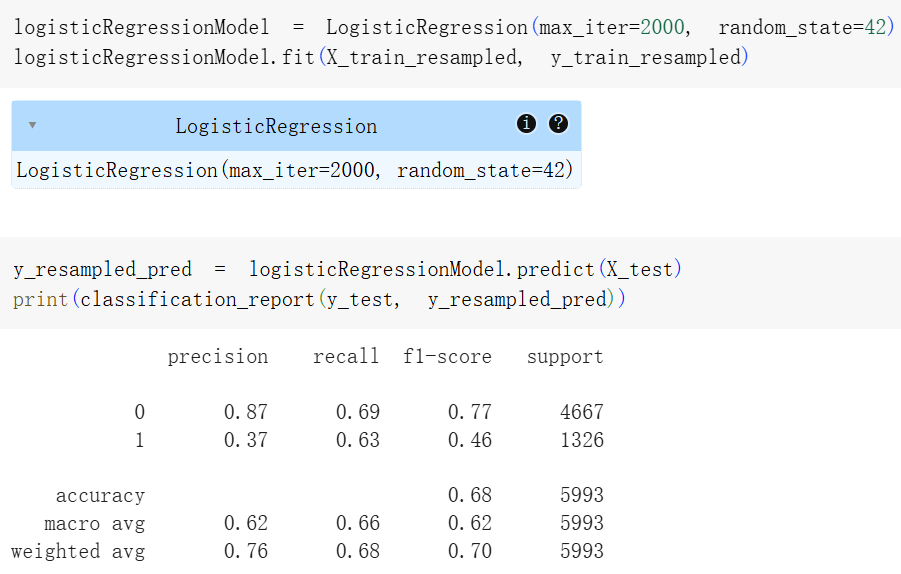 logisticRegressionModel = LogisticRegression(max_iter=2000, random_state=42)
logisticRegressionModel.fit(X_train_resampled, y_train_resampled)
LogisticRegression
LogisticRegression(max_iter=2000, random_state=42)
y_resampled_pred = logisticRegressionModel.predict(X_test)
print(classification_report(y_test, y_resampled_pred))
precision recall f1-score support
0 0.87 0.69 0.77 4667
1 0.37 0.63 0.46 1326
accuracy 0.68 5993
macro avg 0.62 0.66 0.62 5993
weighted avg 0.76 0.68 0.70 5993